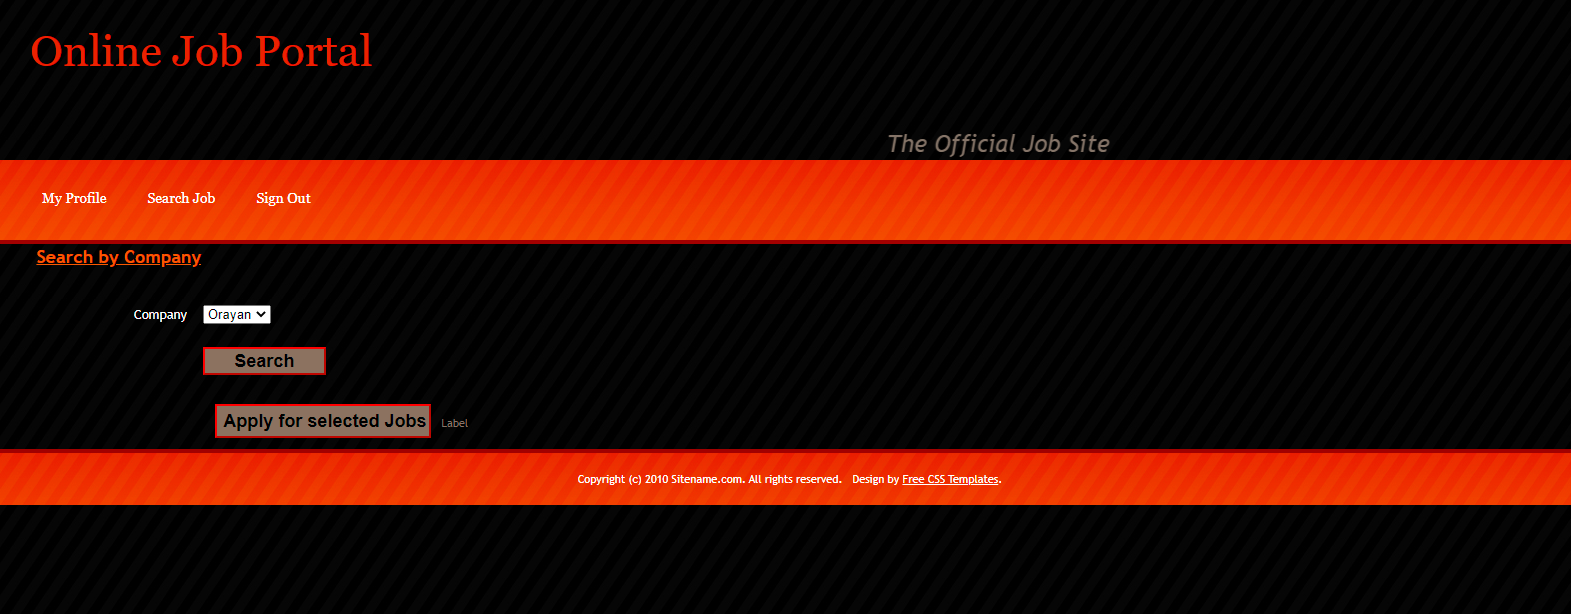 Online Job Portal
The Official Job Site
My Profile Search Job Sign Out
Search by Company
Company Orayan
Search
Apply for selected Jobs Label
Copyright (c) 2010 Sitename.com. All rights reserved. Design by Free CSS Templates.